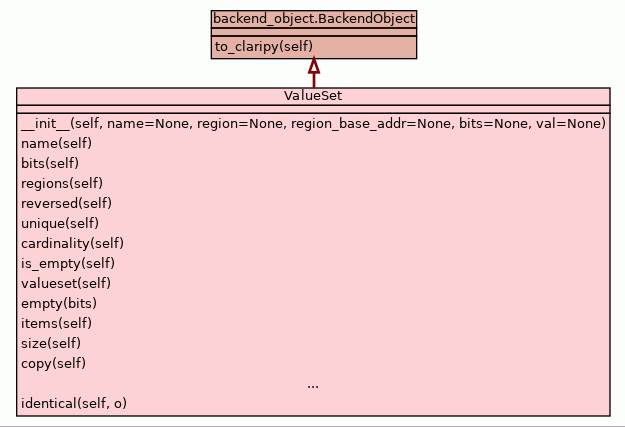 backend_object.BackendObject
to_claripy(self)
ValueSet
__init__(self, name=None, region=None, region_base_addr=None, bits=None, val=None)
name(self)
bits(self)
regions(self)
reversed(self)
unique(self)
cardinality(self)
is_empty(self)
valueset(self)
empty(bits)
items(self)
size(self)
copy(self)
...
identical(self, o)